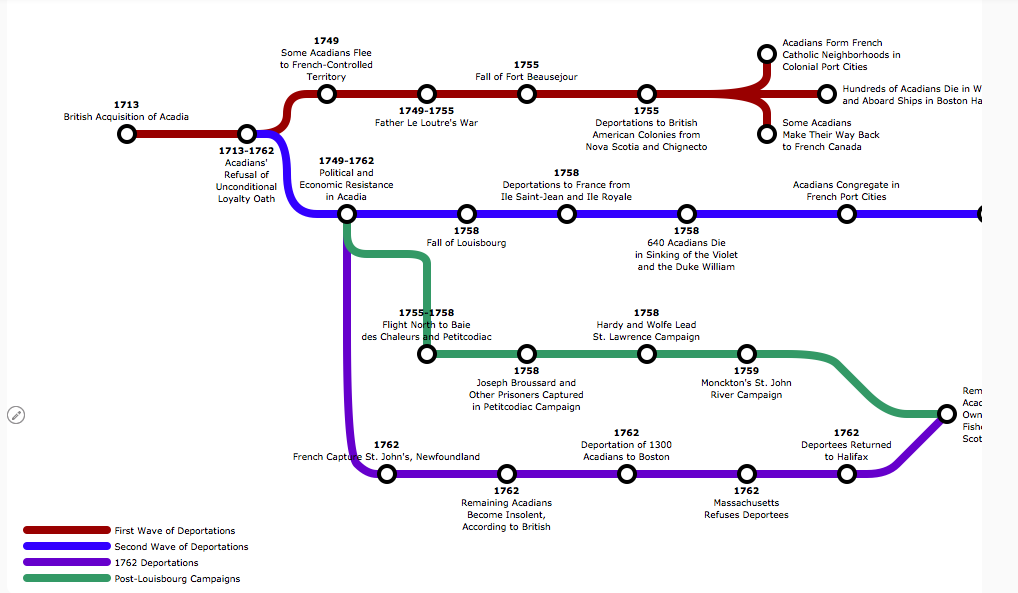 1713
British Acquisition of Acadia
1713-1762
Acadians'
Refusal of
Unconditional
Loyalty Oath
1749
Some Acadians Flee
to French-Controlled
Territory
1749-1755
Father Le Loutre's War
1755
Fall of Fort Beausejour
1755
Deportations to British
American Colonies from
Nova Scotia and Chignecto
Acadians Form French
Catholic Neighborhoods in
Colonial Port Cities
Hundreds of Acadians Die in W
and Aboard Ships in Boston Ha
Some Acadians
Make Their Way Back
to French Canada
1749-1762
Political and
Economic Resistance
in Acadia
1758
Fall of Louisbourg
1758
Deportations to France from
Ile Saint-Jean and Ile Royale
1758
640 Acadians Die
in Sinking of the Violet
and the Duke William
Acadians Congregate in
French Port Cities
1755-1758
Flight North to Baie
des Chaleurs and Petitcodiac
1758
Joseph Broussard and
Other Prisoners Captured
in Petitcodiac Campaign
1758
Hardy and Wolfe Lead
St. Lawrence Campaign
1759
Monckton's St. John
River Campaign
Rem
Acad
Own
Fish
Scot
1762
French Capture St. John's, Newfoundland
1762
Remaining Acadians
Become Insolent,
According to British
1762
Deportation of 1300
Acadians to Boston
1762
Massachusetts
Refuses Deportees
1762
Deportees Returned
to Halifax
First Wave of Deportations
Second Wave of Deportations
1762 Deportations
Post-Louisbourg Campaigns